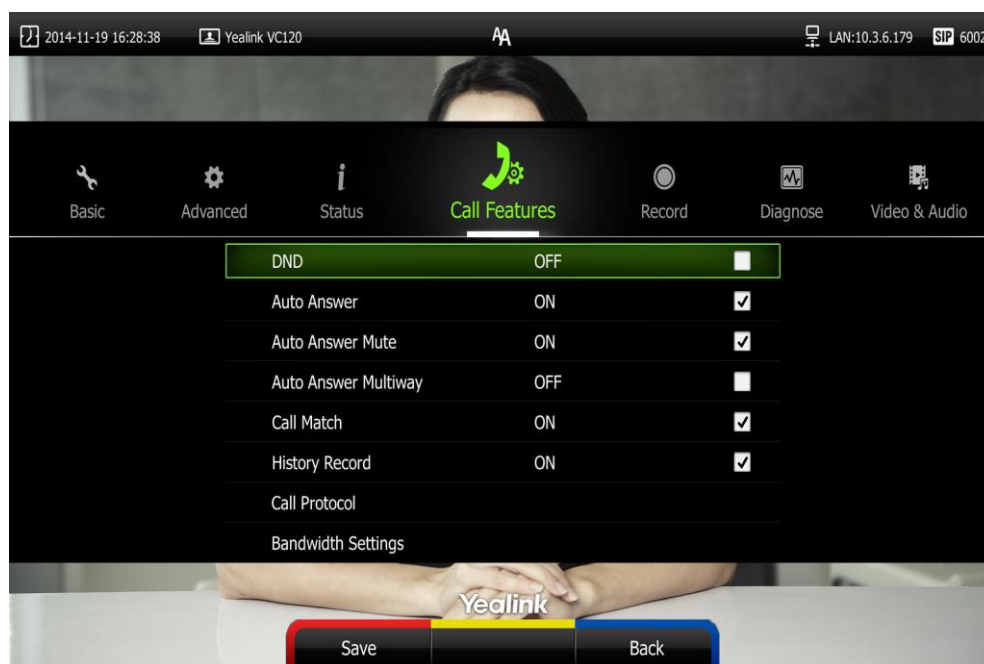 2014-11-19 16:28:38 Yealink VC120 AA LAN:10.3.6.179 SIP 6002
Basic Advanced Status Call Features Record Diagnose Video & Audio
DND OFF
Auto Answer ON
Auto Answer Mute ON
Auto Answer Multiway OFF
Call Match ON
History Record ON
Call Protocol
Bandwidth Settings
Yealink
Save Back